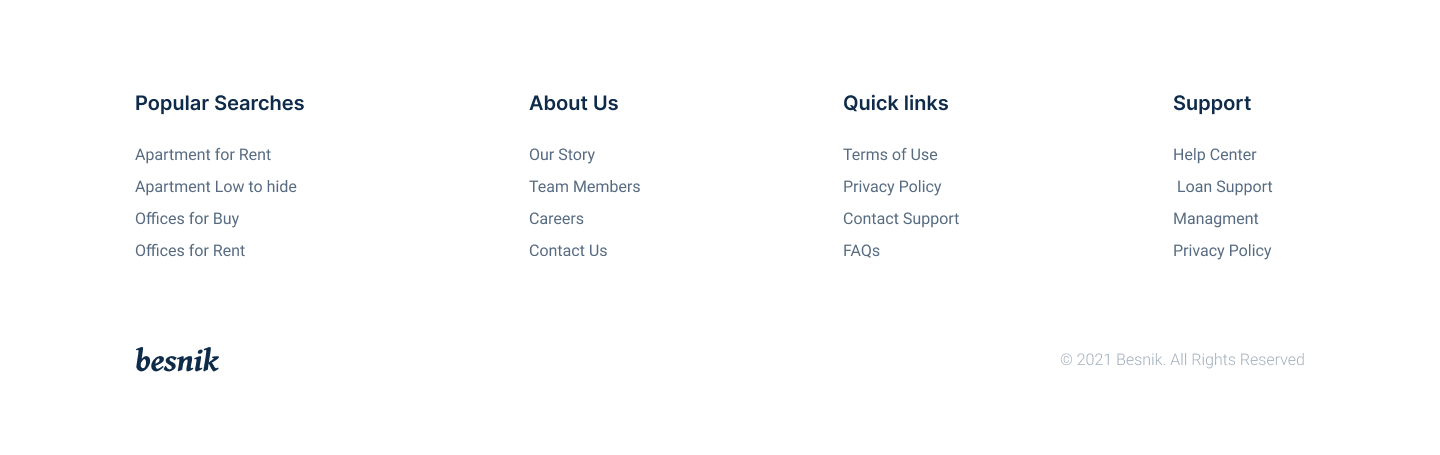 Popular Searches
Apartment for Rent
Apartment Low to hide
Offices for Buy
Offices for Rent
About Us
Our Story
Team Members
Careers
Contact Us
Quick links
Terms of Use
Privacy Policy
Contact Support
FAQs
Support
Help Center
Loan Support
Managment
Privacy Policy
besnik
© 2021 Besnik. All Rights Reserved